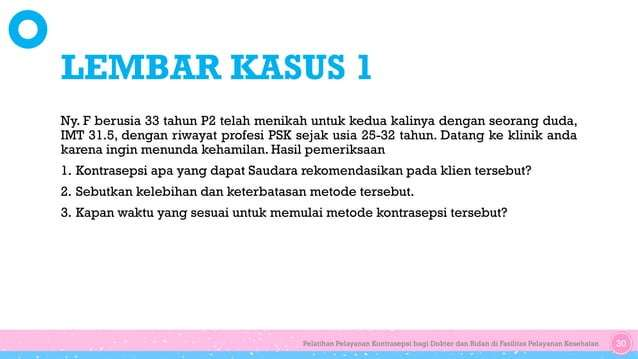 LEMBAR KASUS 1
Ny. F berusia 33 tahun P2 telah menikah untuk kedua kalinya dengan seorang duda,
IMT 31.5, dengan riwayat profesi PSK sejak usia 25-32 tahun. Datang ke klinik anda
karena ingin menunda kehamilan. Hasil pemeriksaan
1. Kontrasepsi apa yang dapat Saudara rekomendasikan pada klien tersebut?
2. Sebutkan kelebihan dan keterbatasan metode tersebut.
3. Kapan waktu yang sesuai untuk memulai metode kontrasepsi tersebut?
Pelatihan Pelayanan Kontrasepsi bagi Dokter dan Bidan di Fasilitas Pelayanan Kesehatan
30